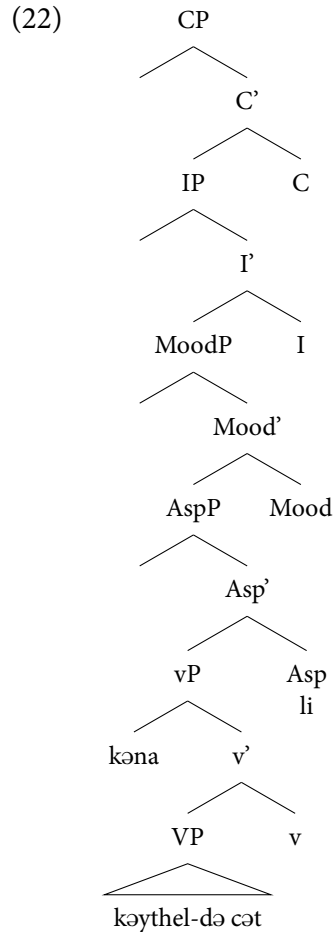 (22) CP
C’
IP C
I’
MoodP I
Mood’
AspP Mood
Asp’
vP Asp
li
kəna v’
VP v
kəythel-də cət